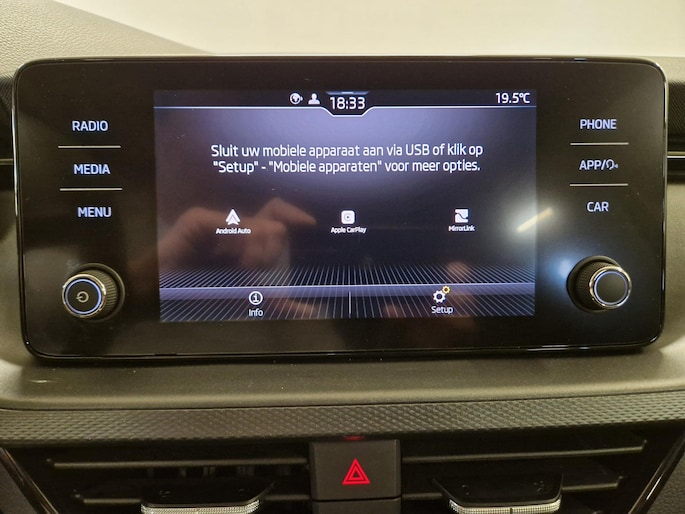 18:33
19.5°C
RADIO
MEDIA
MENU
Sluit uw mobiele apparaat aan via USB of klik op
"Setup" - "Mobiele apparaten" voor meer opties.
Android Auto
Apple CarPlay
MirrorLink
Info
Setup
PHONE
APP/
CAR